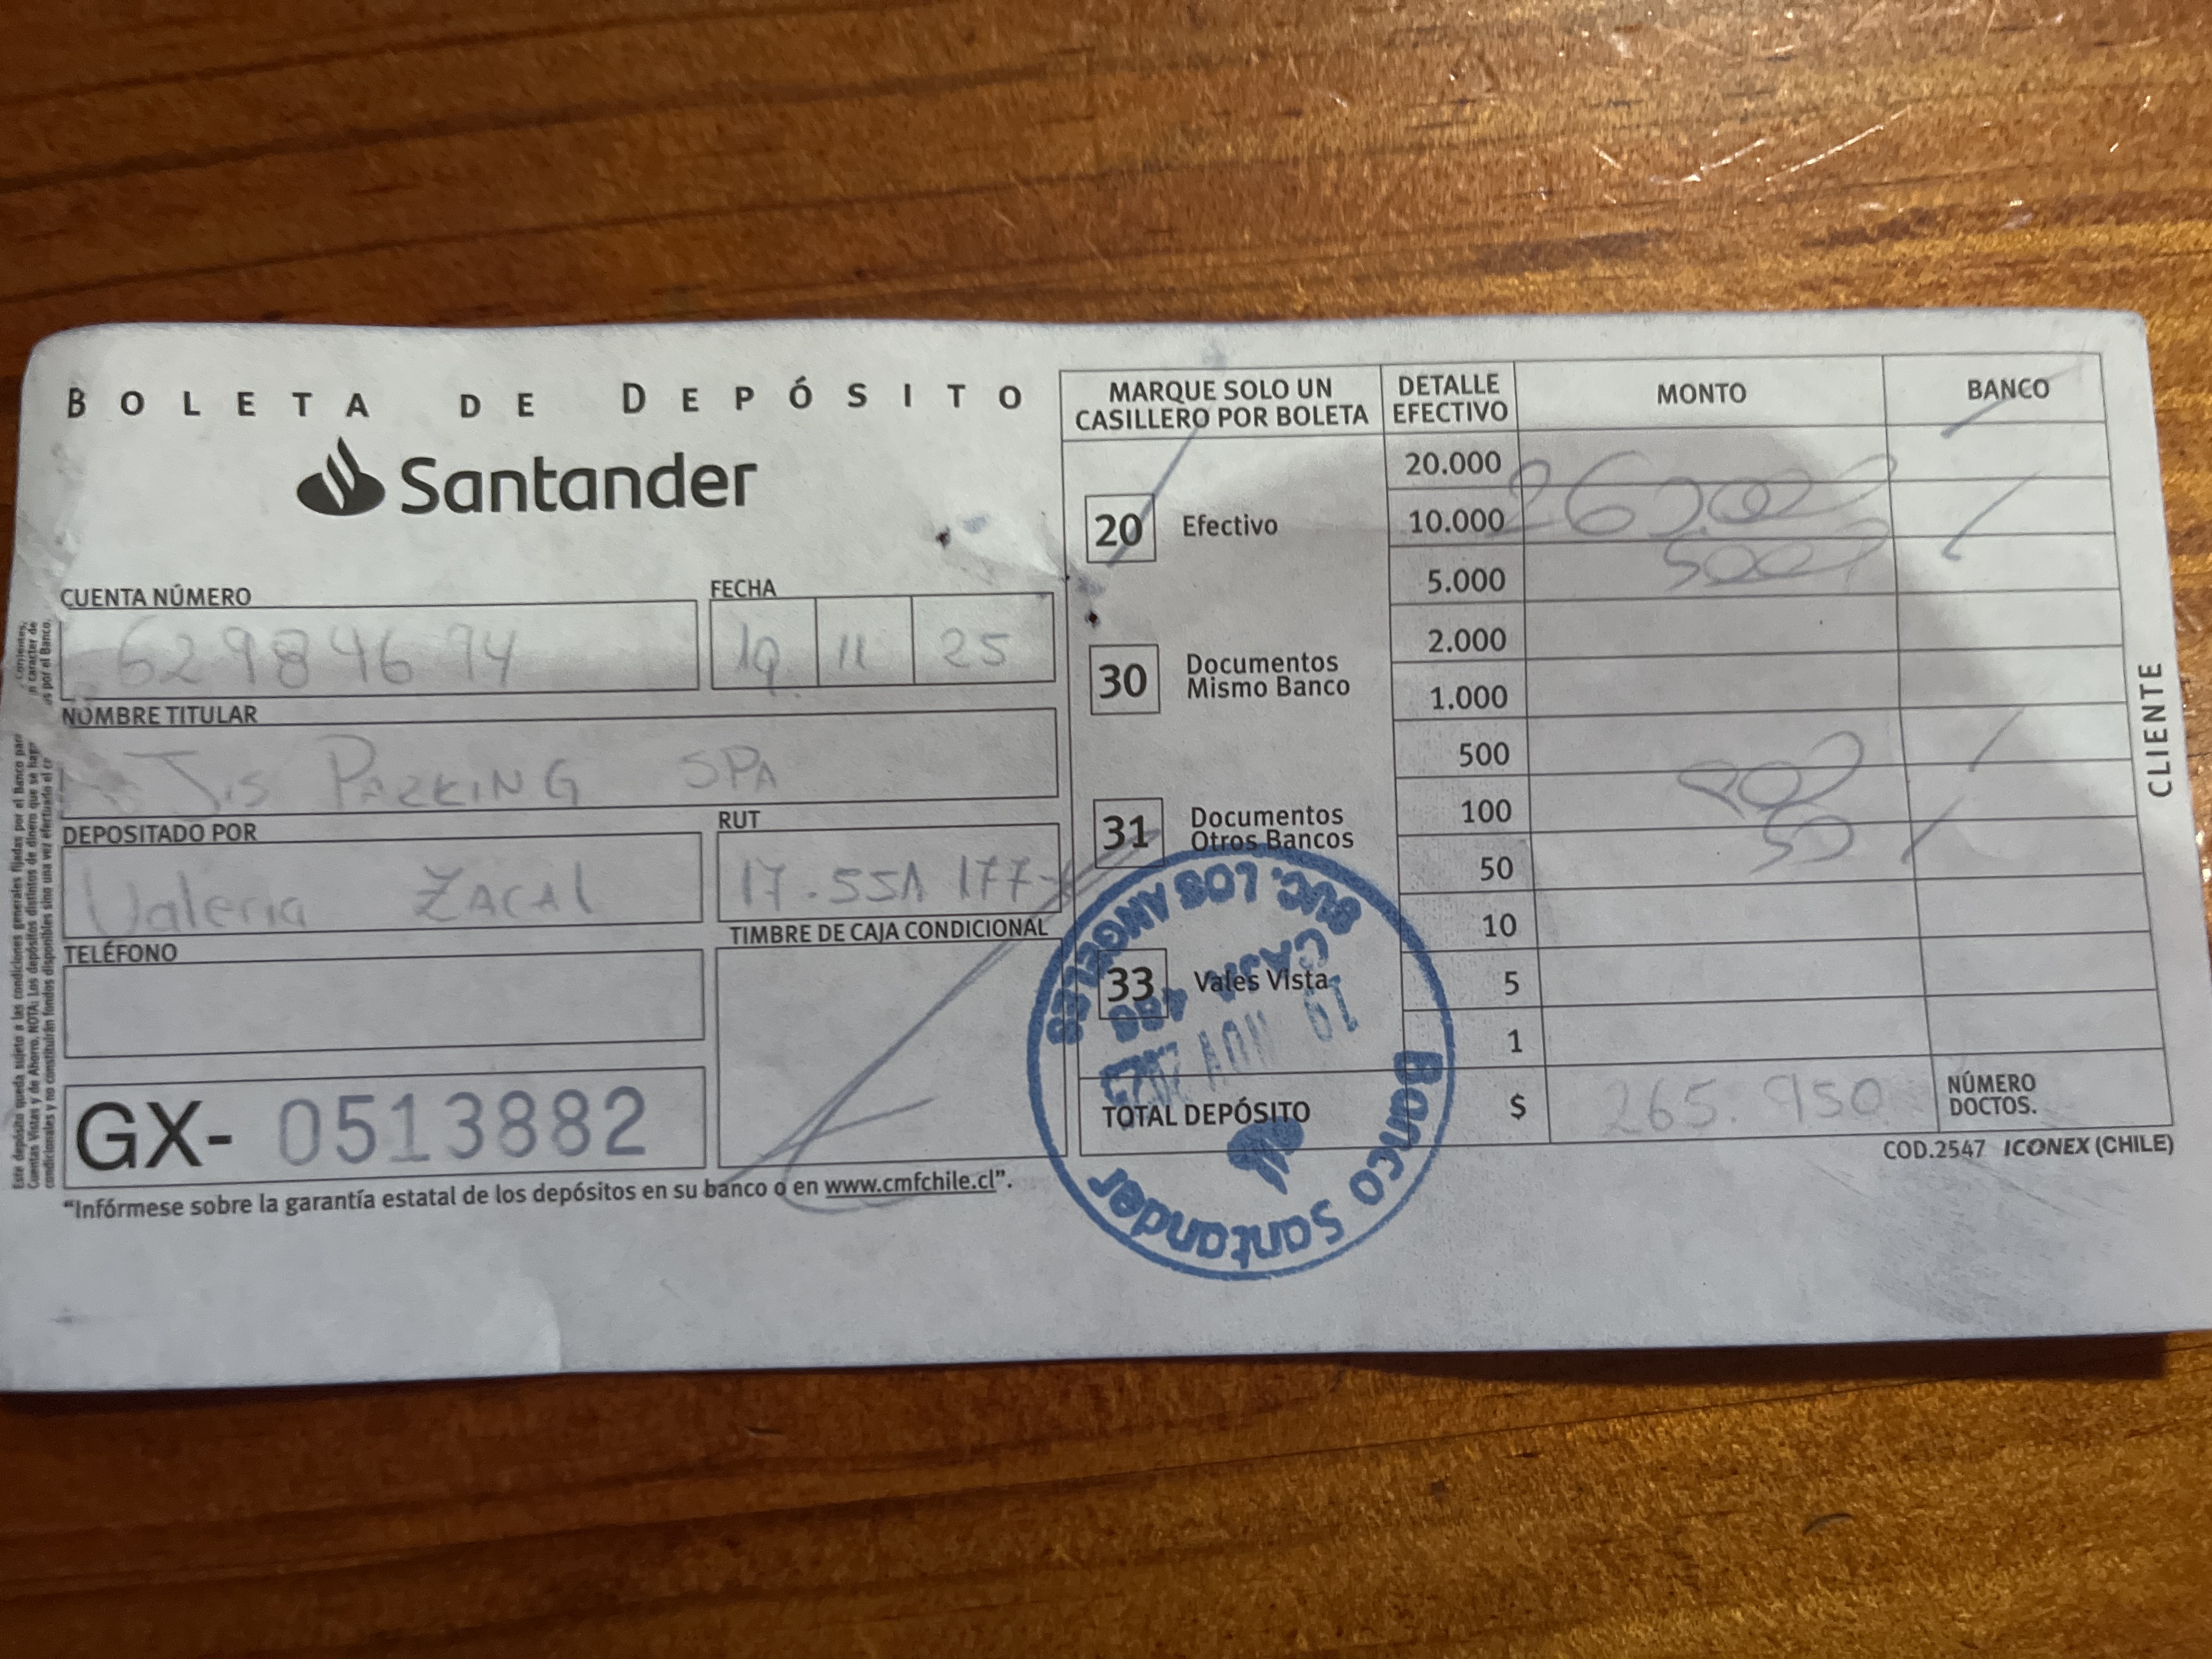 BOLETA DE DEPÓSITO
Santander
CUENTA NÚMERO
62984694
FECHA
19 11 25
NOMBRE TITULAR
SPA
DEPOSITADO POR
Valeria
RUT
17.551 177-
TELÉFONO
TIMBRE DE CAJA CONDICIONAL
GX- 0513882
"Infórmese sobre la garantía estatal de los depósitos en su banco o en www.cmfchile.cl".
MARQUE SOLO UN
CASILLERO POR BOLETA
20 Efectivo
30 Documentos
Mismo Banco
31 Documentos
Otros Bancos
33 Vales Vista
TOTAL DEPÓSITO
DETALLE
EFECTIVO
MONTO
BANCO
20.000
10.000 260.000
5.000 5000
2.000
1.000
500
100 900
50 50
10
5
1
$ 265.950
NÚMERO
DOCTOS.
COD.2547 ICONEX (CHILE)
CLIENTE
SUC. LOS ANGELES
CAJA
19 NOV 2025
Banco Santander